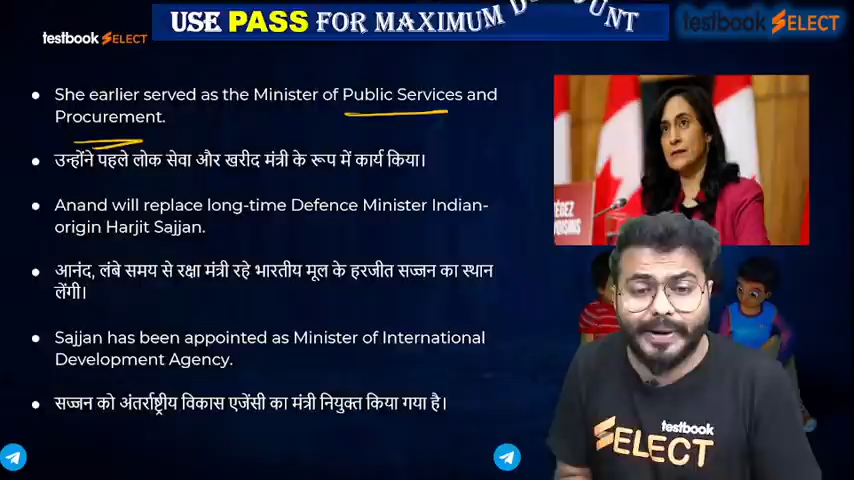 testbook SELECT
USE PASS FOR MAXIMUM DISCOUNT
testbook SELECT
She earlier served as the Minister of Public Services and
Procurement.
उन्होंने पहले लोक सेवा और खरीद मंत्री के रूप में कार्य किया।
Anand will replace long-time Defence Minister Indian-
origin Harjit Sajjan.
आनंद, लंबे समय से रक्षा मंत्री रहे भारतीय मूल के हरजीत सज्जन का स्थान
लेंगी।
Sajjan has been appointed as Minister of International
Development Agency.
सज्जन को अंतर्राष्ट्रीय विकास एजेंसी का मंत्री नियुक्त किया गया है।
testbook
SELECT